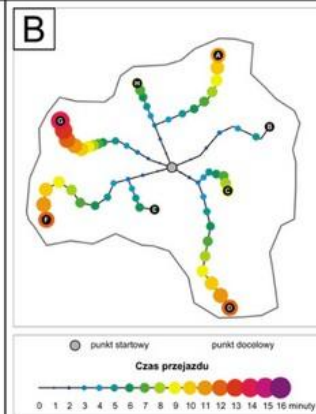 B
A
H
G
B
C
E
F
D
punkt startowy punkt docelowy
Czas przejazdu
0 1 2 3 4 5 6 7 8 9 10 11 12 13 14 15 16 minuty